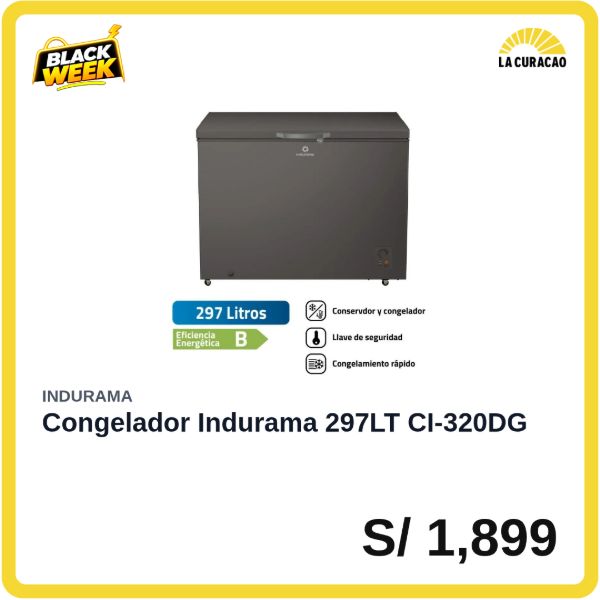 BLACK
WEEK
LA CURACAO
INDURAMA
297 Litros
Eficiencia
Energética
B
Conservdor y congelador
Llave de seguridad
Congelamiento rápido
INDURAMA
Congelador Indurama 297LT CI-320DG
S/ 1,899